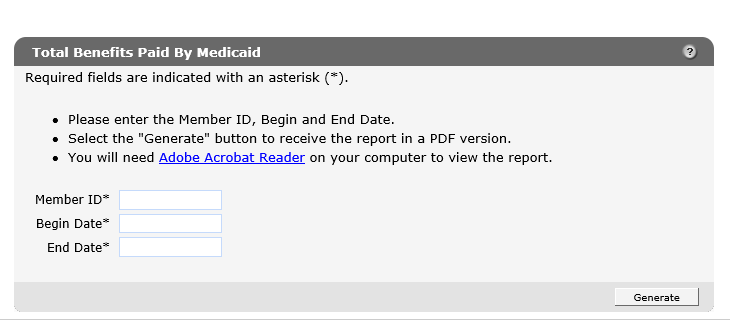 Total Benefits Paid By Medicaid
?
Required fields are indicated with an asterisk (*).
• Please enter the Member ID, Begin and End Date.
• Select the "Generate" button to receive the report in a PDF version.
• You will need Adobe Acrobat Reader on your computer to view the report.
Member ID*
Begin Date*
End Date*
Generate